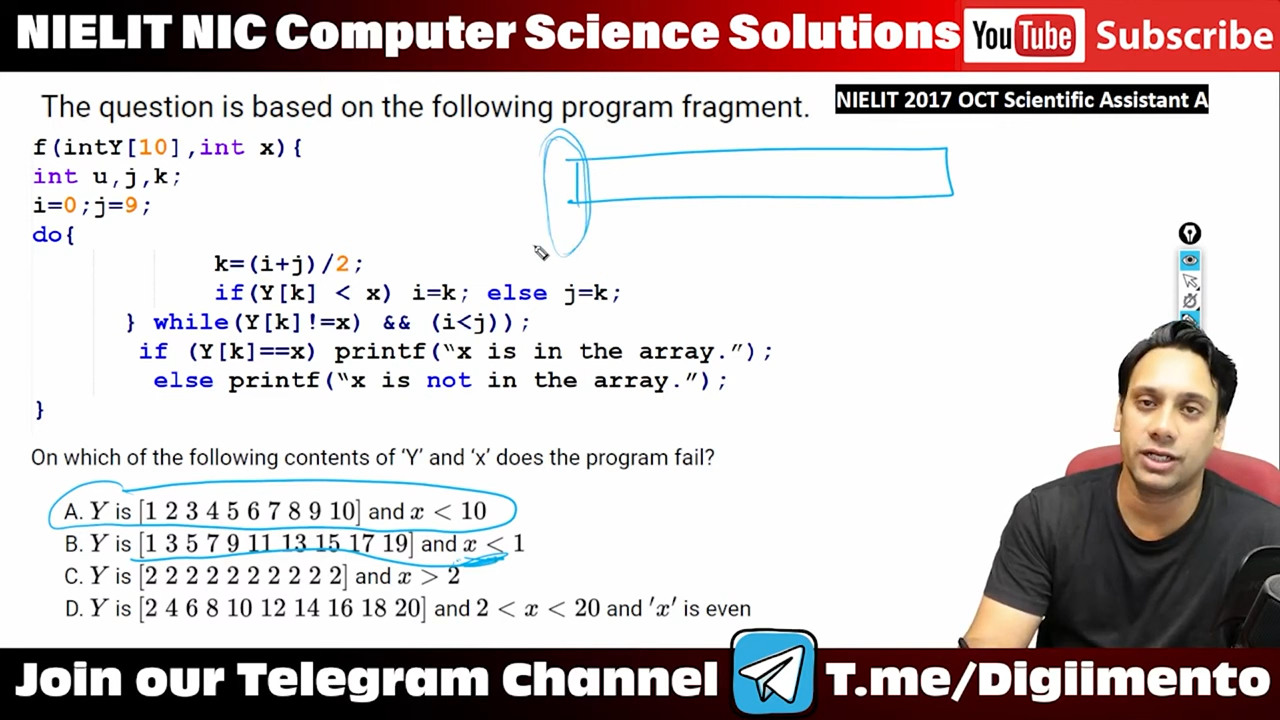 NIELIT NIC Computer Science Solutions YouTube Subscribe
The question is based on the following program fragment. NIELIT 2017 OCT Scientific Assistant A
f(intY[10],int x){
int u,j,k;
i=0;j=9;
do{
k=(i+j)/2;
if(Y[k] < x) i=k; else j=k;
} while(Y[k]!=x) && (i<j));
if (Y[k]==x) printf(“x is in the array.”);
else printf(“x is not in the array.”);
}
On which of the following contents of ‘Y’ and ‘x’ does the program fail?
A. Y is [1 2 3 4 5 6 7 8 9 10] and x < 10
B. Y is [1 3 5 7 9 11 13 15 17 19] and x < 1
C. Y is [2 2 2 2 2 2 2 2 2 2] and x > 2
D. Y is [2 4 6 8 10 12 14 16 18 20] and 2 < x < 20 and ′x′ is even
Join our Telegram Channel T.me/Digiimento